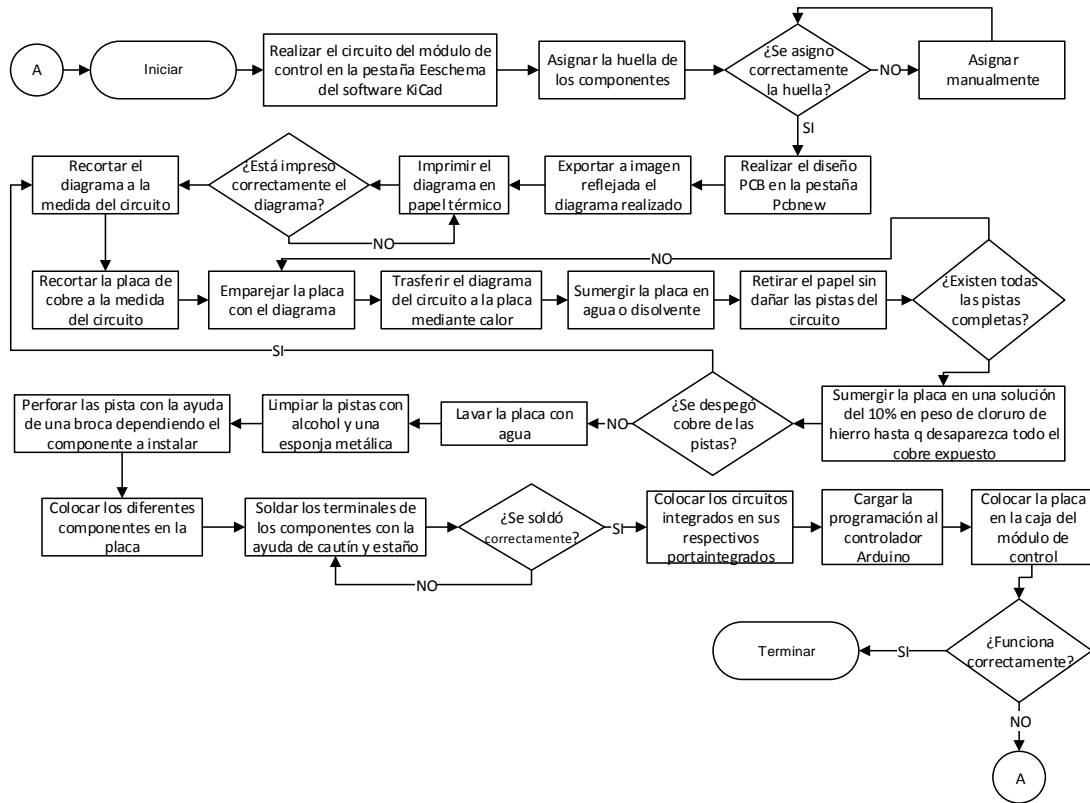 A
Iniciar
Realizar el circuito del módulo de
control en la pestaña Eeschema
del software KiCad
Asignar la huella de
los componentes
¿Se asigno
correctamente
la huella?
NO
Asignar
manualmente
SI
Recortar el
diagrama a la
medida del circuito
¿Está impreso
correctamente el
diagrama?
NO
Imprimir el
diagrama en
papel térmico
Exportar a imagen
reflejada el
diagrama realizado
Realizar el diseño
PCB en la pestaña
Pcbnew
Recortar la placa de
cobre a la medida
del circuito
Emparejar la placa
con el diagrama
Trasferir el diagrama
del circuito a la placa
mediante calor
Sumergir la placa en
agua o disolvente
Retirar el papel sin
dañar las pistas del
circuito
NO
¿Existen todas
las pistas
completas?
SI
Perforar las pista con la ayuda
de una broca dependiendo el
componente a instalar
Limpiar la pistas con
alcohol y una
esponja metálica
Lavar la placa con
agua
NO
¿Se despegó
cobre de las
pistas?
Sumergir la placa en una solución
del 10% en peso de cloruro de
hierro hasta q desaparezca todo el
cobre expuesto
Colocar los diferentes
componentes en la
placa
Soldar los terminales
de los componentes con la
ayuda de cautín y estaño
¿Se soldó
correctamente?
NO
SI
Colocar los circuitos
integrados en sus
respectivos
portaintegrados
Cargar la
programación al
controlador
Arduino
Colocar la placa
en la caja del
módulo de
control
Terminar
SI
¿Funciona
correctamente?
NO
A